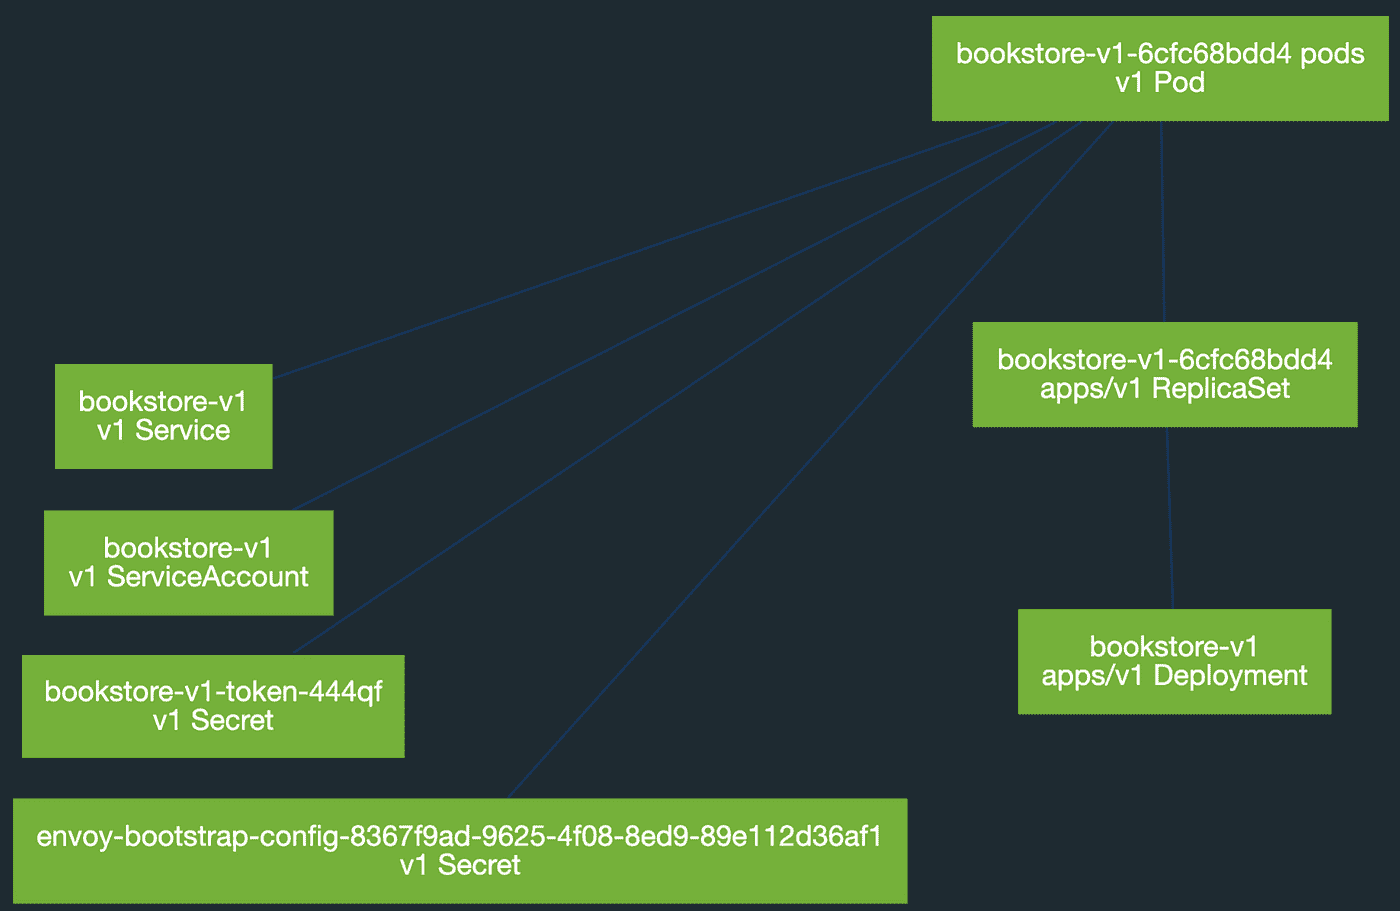 bookstore-v1-6cfc68bdd4 pods
v1 Pod
bookstore-v1-6cfc68bdd4
apps/v1 ReplicaSet
bookstore-v1
v1 Service
bookstore-v1
v1 ServiceAccount
bookstore-v1
apps/v1 Deployment
bookstore-v1-token-444qf
v1 Secret
envoy-bootstrap-config-8367f9ad-9625-4f08-8ed9-89e112d36af1
v1 Secret